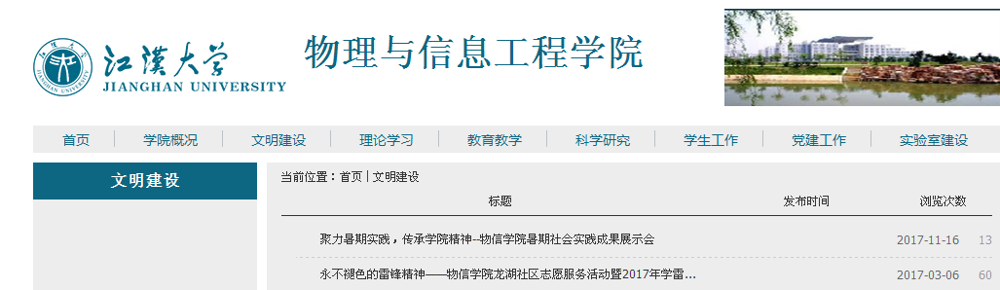 江汉大学
JIANGHAN UNIVERSITY
物理与信息工程学院
首页 学院概况 文明建设 理论学习 教育教学 科学研究 学生工作 党建工作 实验室建设
文明建设
当前位置：首页 | 文明建设
标题 发布时间 浏览次数
聚力暑期实践，传承学院精神--物信学院暑期社会实践成果展示会 2017-11-16 13
永不褪色的雷锋精神——物信学院龙湖社区志愿服务活动暨2017年学雷... 2017-03-06 60